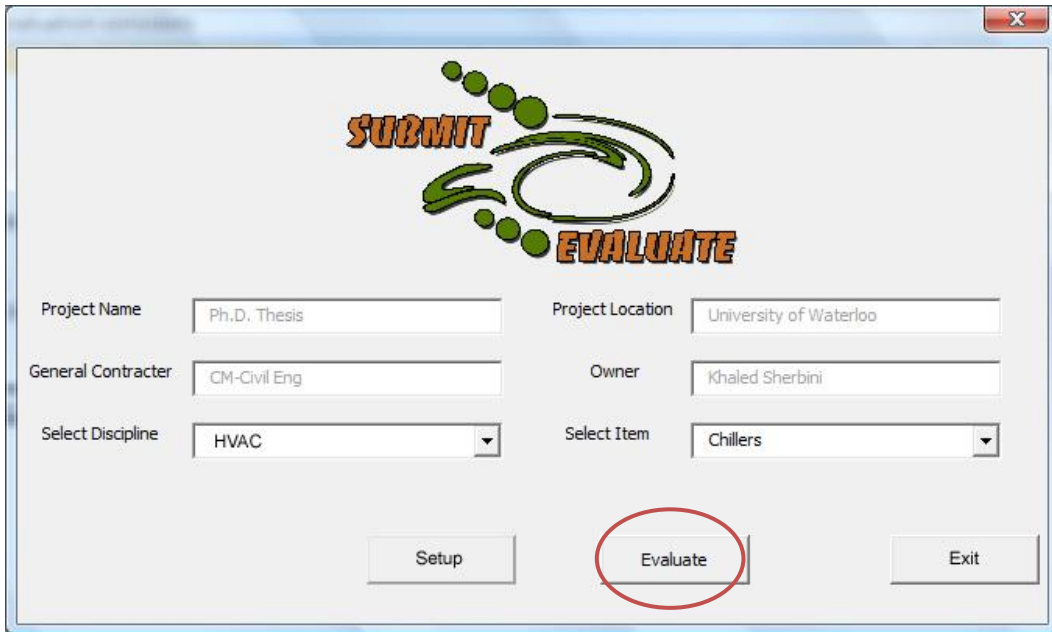 SUBMIT
EVALUATE
Project Name Ph.D. Thesis Project Location University of Waterloo
General Contracter CM-Civil Eng Owner Khaled Sherbini
Select Discipline HVAC Select Item Chillers
Setup Evaluate Exit